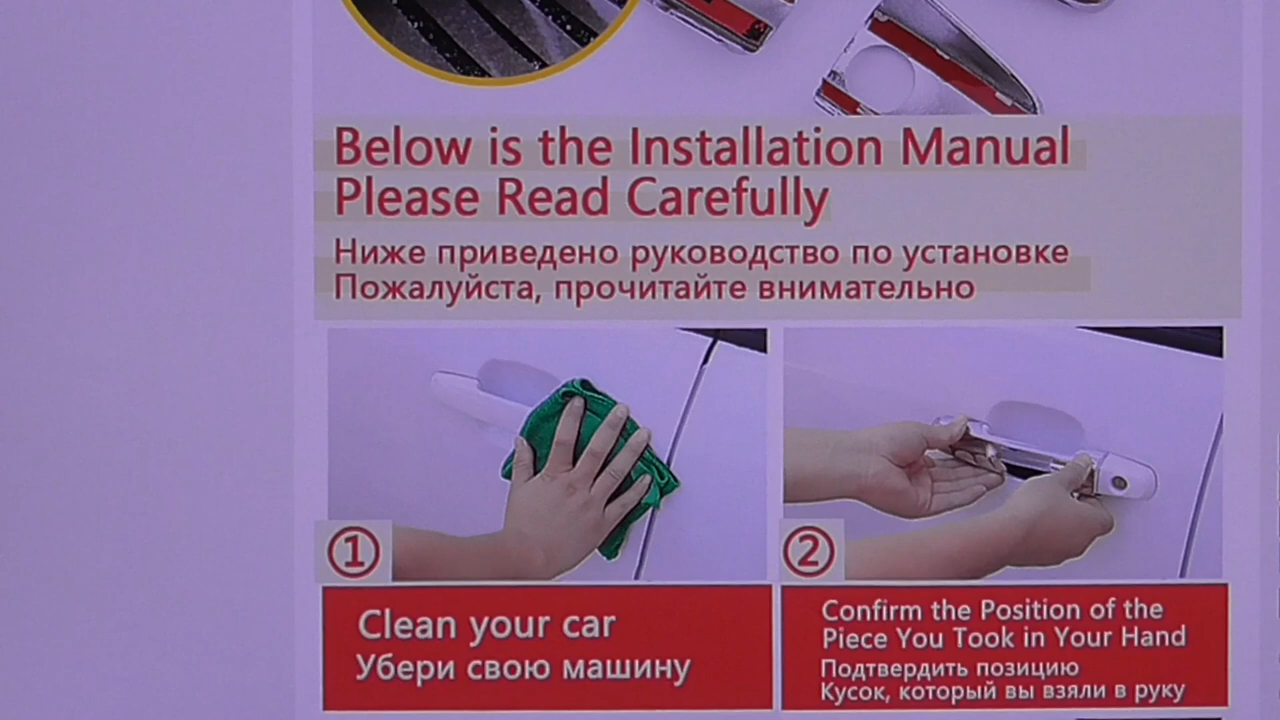 Below is the Installation Manual
Please Read Carefully
Ниже приведено руководство по установке
Пожалуйста, прочитайте внимательно
1
2
Clean your car
Убери свою машину
Confirm the Position of the
Piece You Took in Your Hand
Подтвердить позицию
Кусок, который вы взяли в руку